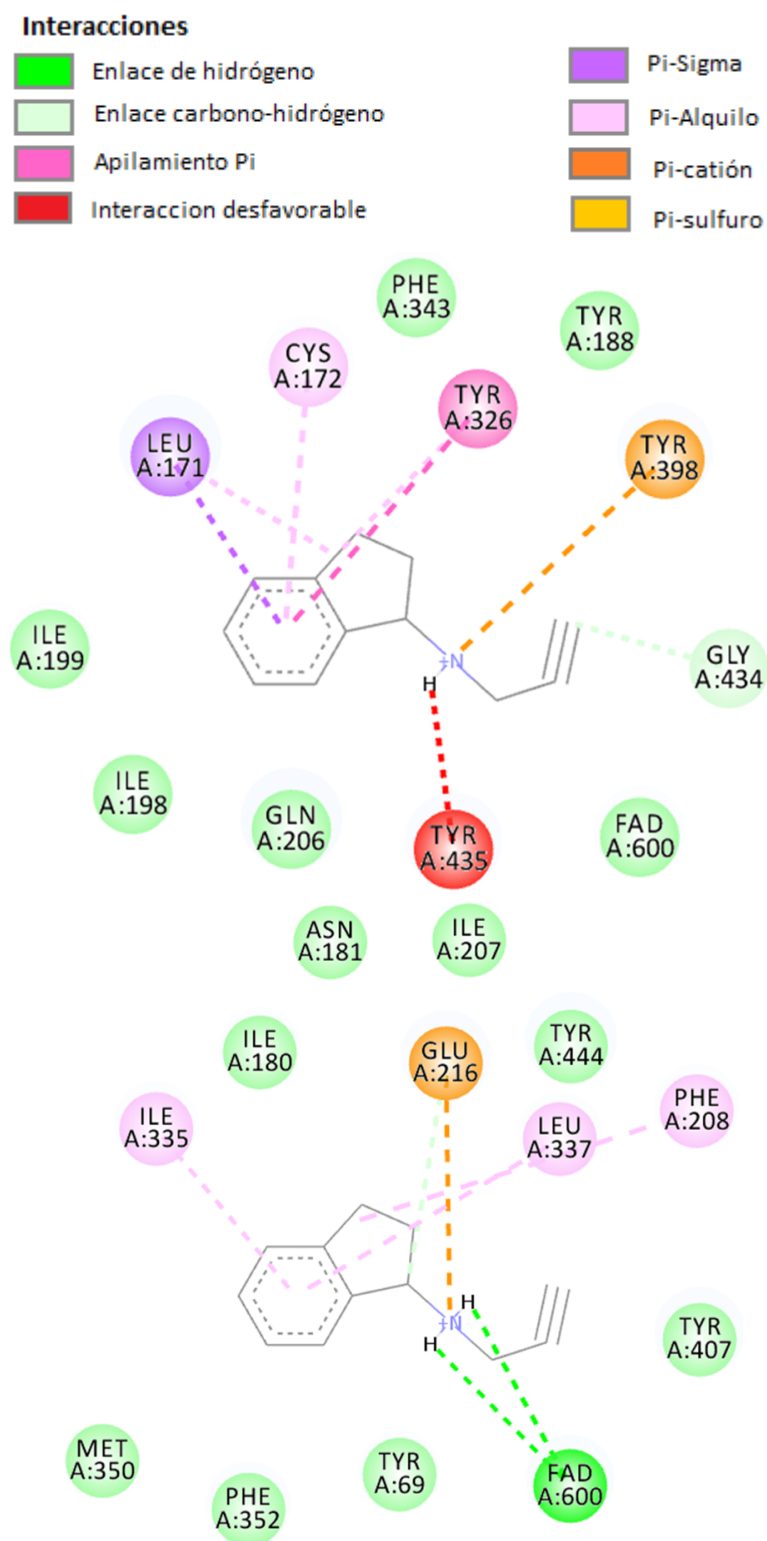 Interacciones
Enlace de hidrógeno
Enlace carbono-hidrógeno
Apilamiento Pi
Interaccion desfavorable
Pi-Sigma
Pi-Alquilo
Pi-catión
Pi-sulfuro
PHE
A:343
TYR
A:188
CYS
A:172
TYR
A:326
LEU
A:171
TYR
A:398
ILE
A:199
+N
H
GLY
A:434
ILE
A:198
GLN
A:206
TYR
A:435
FAD
A:600
ASN
A:181
ILE
A:207
ILE
A:180
GLU
A:216
TYR
A:444
ILE
A:335
LEU
A:337
PHE
A:208
H
+N
H
TYR
A:407
MET
A:350
PHE
A:352
TYR
A:69
FAD
A:600